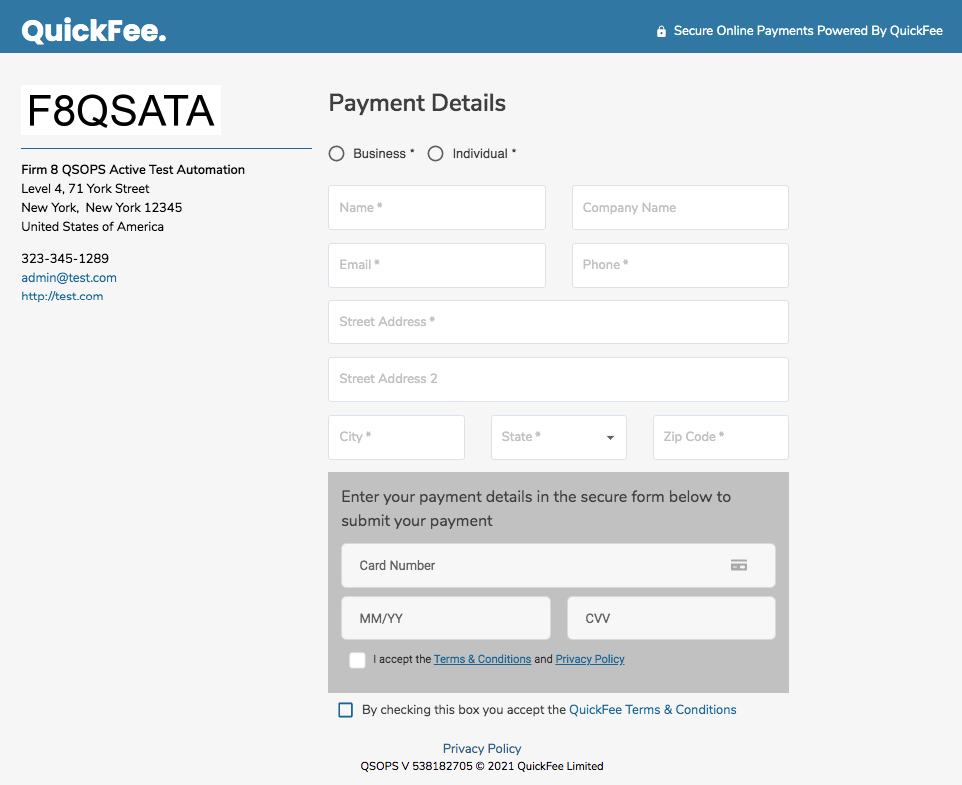 QuickFee.
Secure Online Payments Powered By QuickFee
F8QSATA
Firm 8 QSOPS Active Test Automation
Level 4, 71 York Street
New York, New York 12345
United States of America
323-345-1289
admin@test.com
http://test.com
Payment Details
Business * Individual *
Name * Company Name
Email * Phone *
Street Address *
Street Address 2
City * State * Zip Code *
Enter your payment details in the secure form below to
submit your payment
Card Number
MM/YY CVV
I accept the Terms & Conditions and Privacy Policy
By checking this box you accept the QuickFee Terms & Conditions
Privacy Policy
QSOPS V 538182705 © 2021 QuickFee Limited